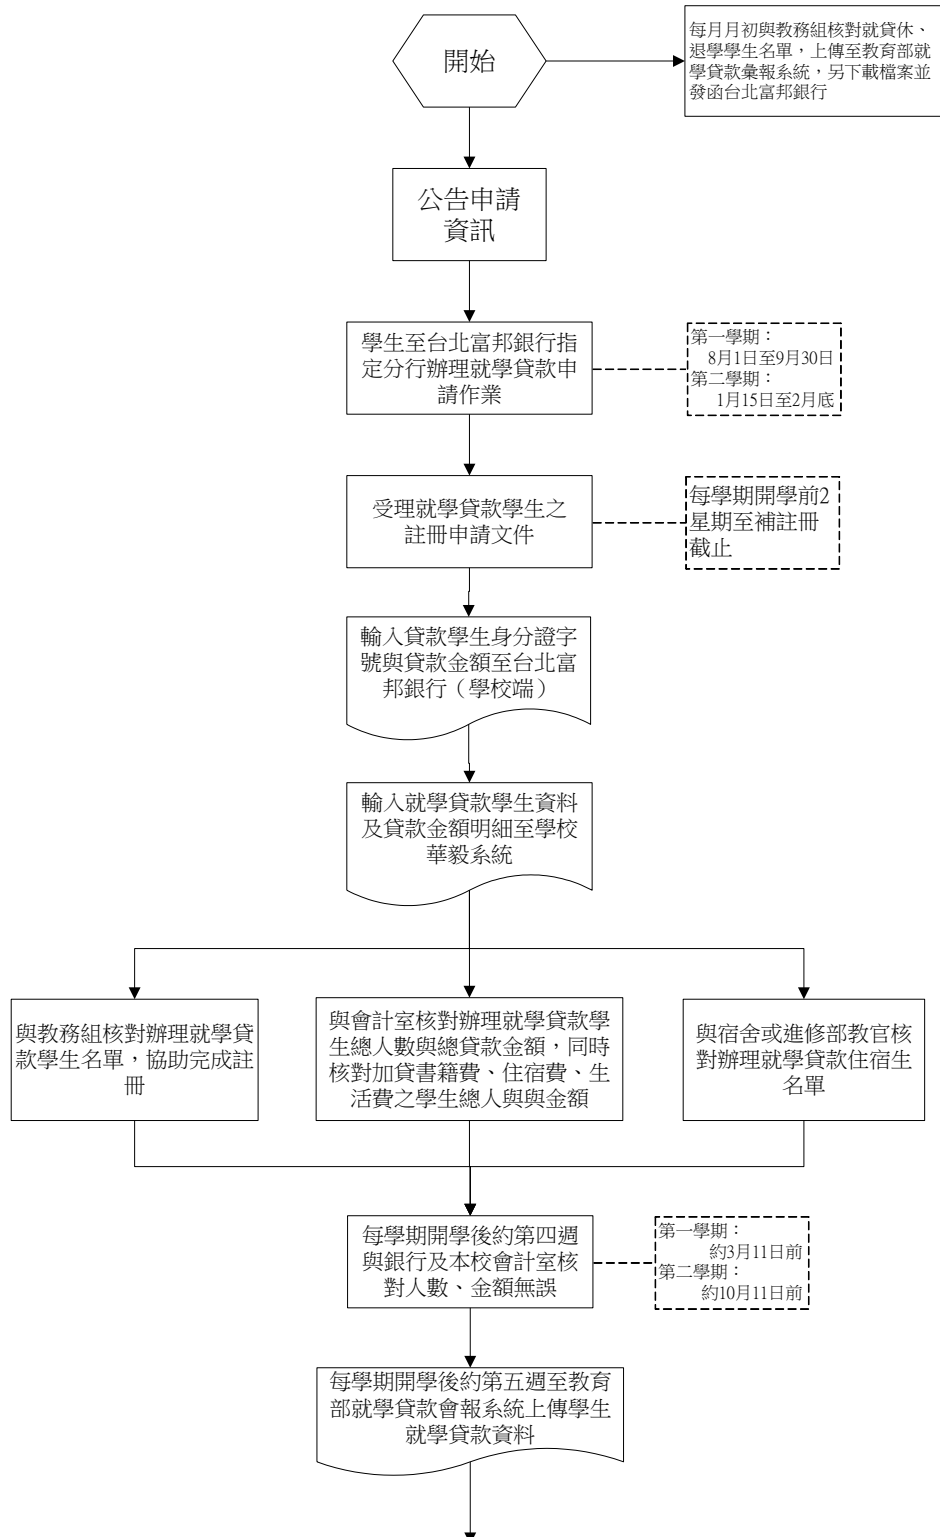 開始
每月月初與教務組核對就貸休、
退學學生名單，上傳至教育部就
學貸款彙報系統，另下載檔案並
發函台北富邦銀行
公告申請
資訊
學生至台北富邦銀行指
定分行辦理就學貸款申
請作業
第一學期：
8月1日至9月30日
第二學期：
1月15日至2月底
受理就學貸款學生之
註冊申請文件
每學期開學前2
星期至補註冊
截止
輸入貸款學生身分證字
號與貸款金額至台北富
邦銀行（學校端）
輸入就學貸款學生資料
及貸款金額明細至學校
華毅系統
與教務組核對辦理就學貸
款學生名單，協助完成註
冊
與會計室核對辦理就學貸款學
生總人數與總貸款金額，同時
核對加貸書籍費、住宿費、生
活費之學生總人與與金額
與宿舍或進修部教官核
對辦理就學貸款住宿生
名單
每學期開學後約第四週
與銀行及本校會計室核
對人數、金額無誤
第一學期：
約3月11日前
第二學期：
約10月11日前
每學期開學後約第五週至教育
部就學貸款會報系統上傳學生
就學貸款資料